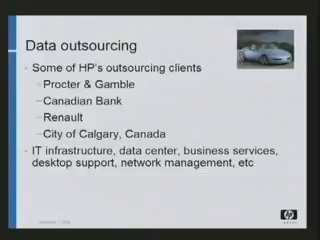 Data outsourcing
- Some of HP's outsourcing clients
–Procter & Gamble
–Canadian Bank
–Renault
–City of Calgary, Canada
- IT infrastructure, data center, business services,
desktop support, network management, etc
hp